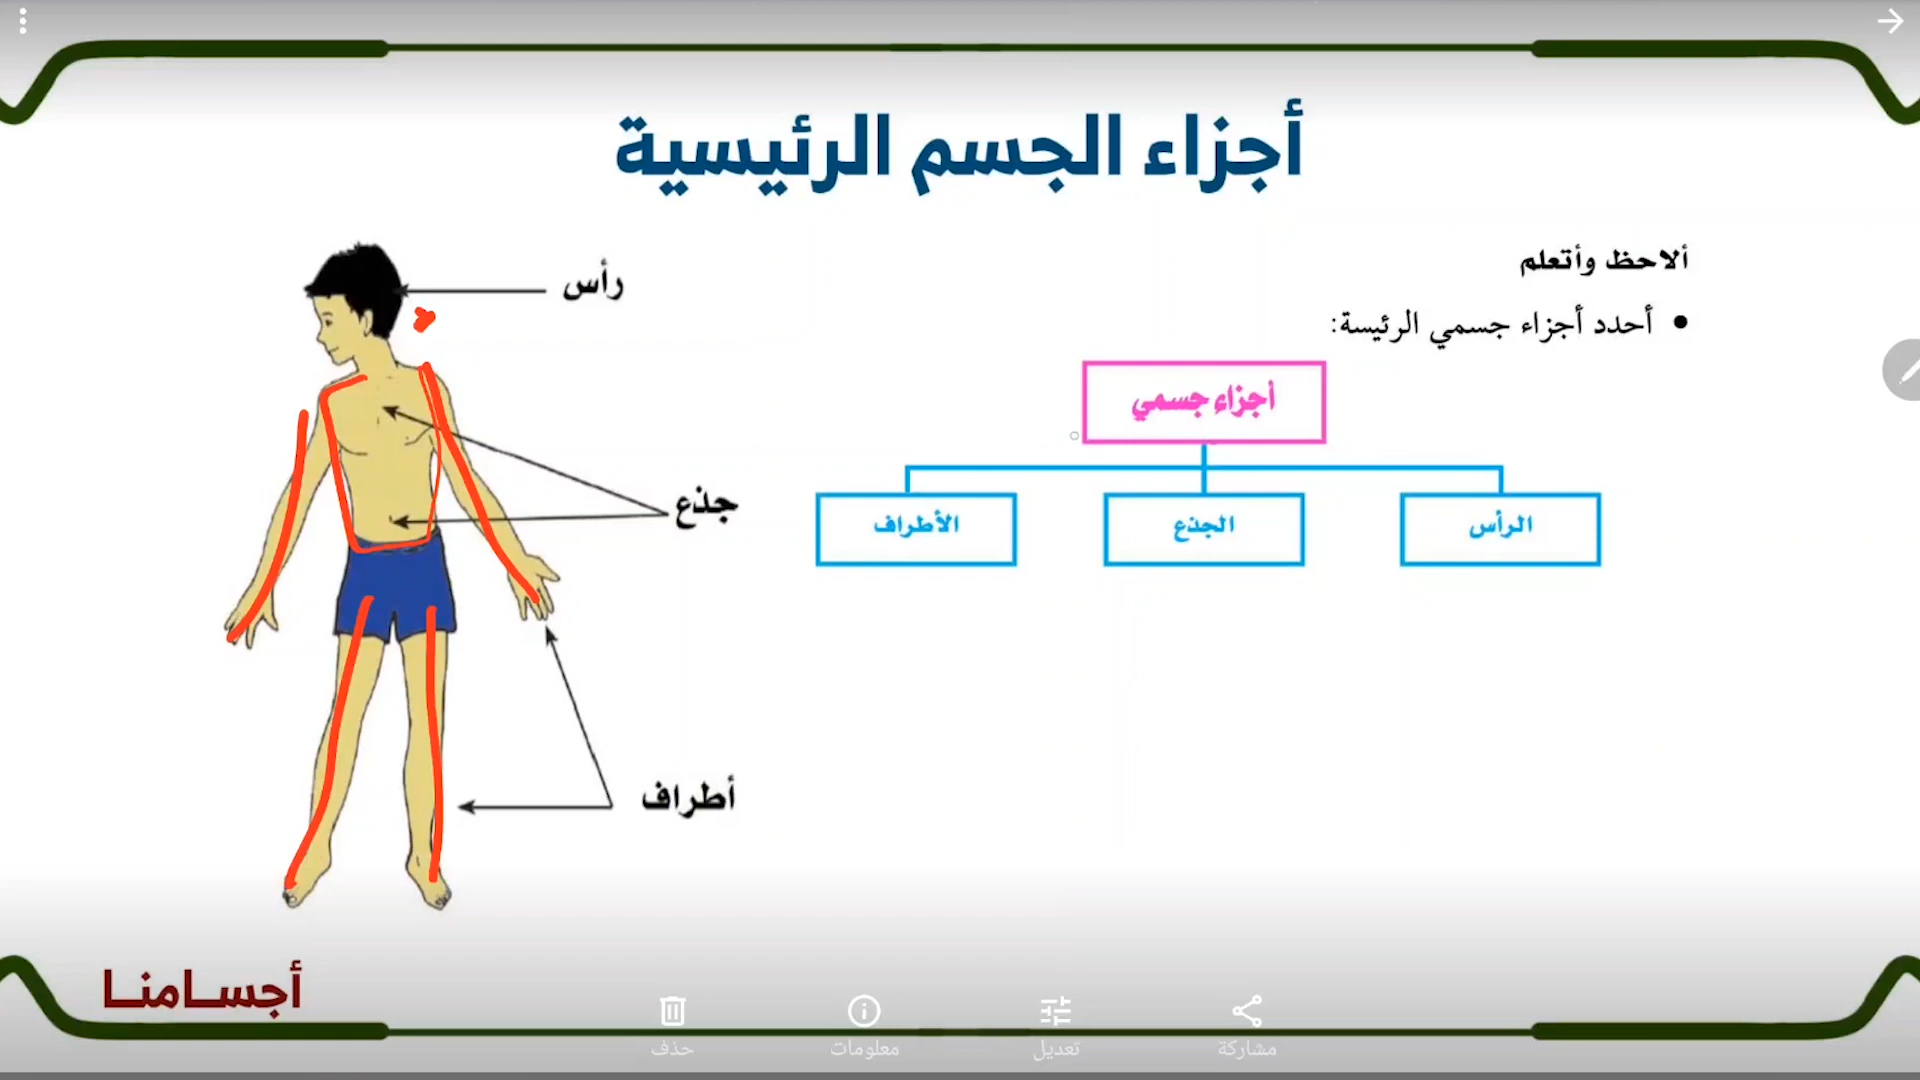 أجزاء الجسم الرئيسية
ألاحظ وأتعلم
• أحدد أجزاء جسمي الرئيسة:
أجزاء جسمي
الرأس
الجذع
الأطراف
رأس
جذع
أطراف
أجسامنا
مشاركة
تعديل
معلومات
حذف